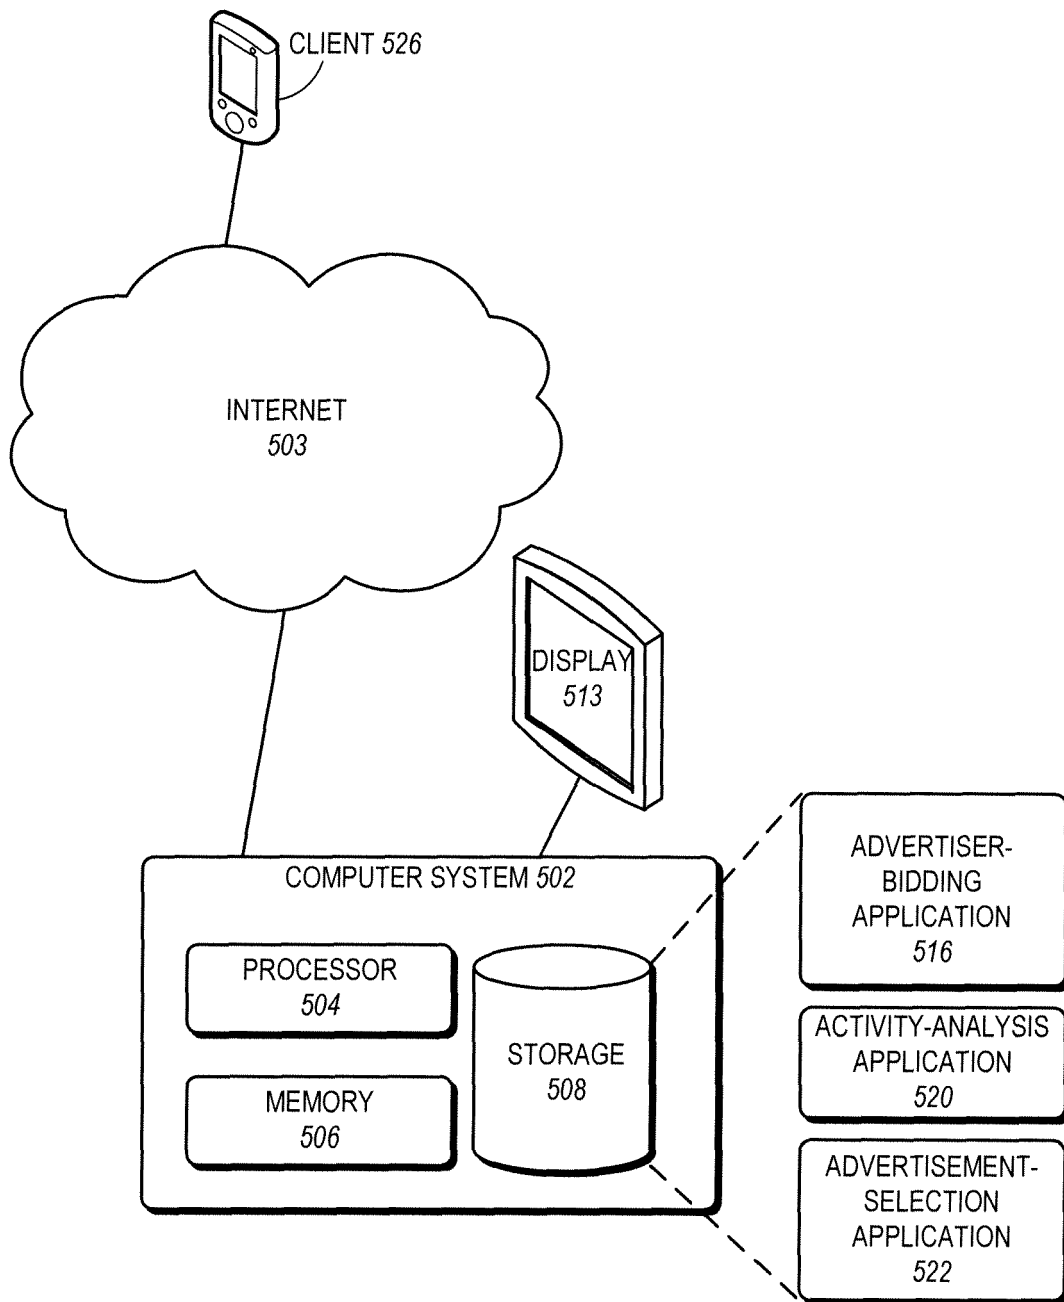 CLIENT 526
INTERNET
503
DISPLAY
513
COMPUTER SYSTEM 502
PROCESSOR
504
MEMORY
506
STORAGE
508
ADVERTISER-
BIDDING
APPLICATION
516
ACTIVITY-ANALYSIS
APPLICATION
520
ADVERTISEMENT-
SELECTION
APPLICATION
522